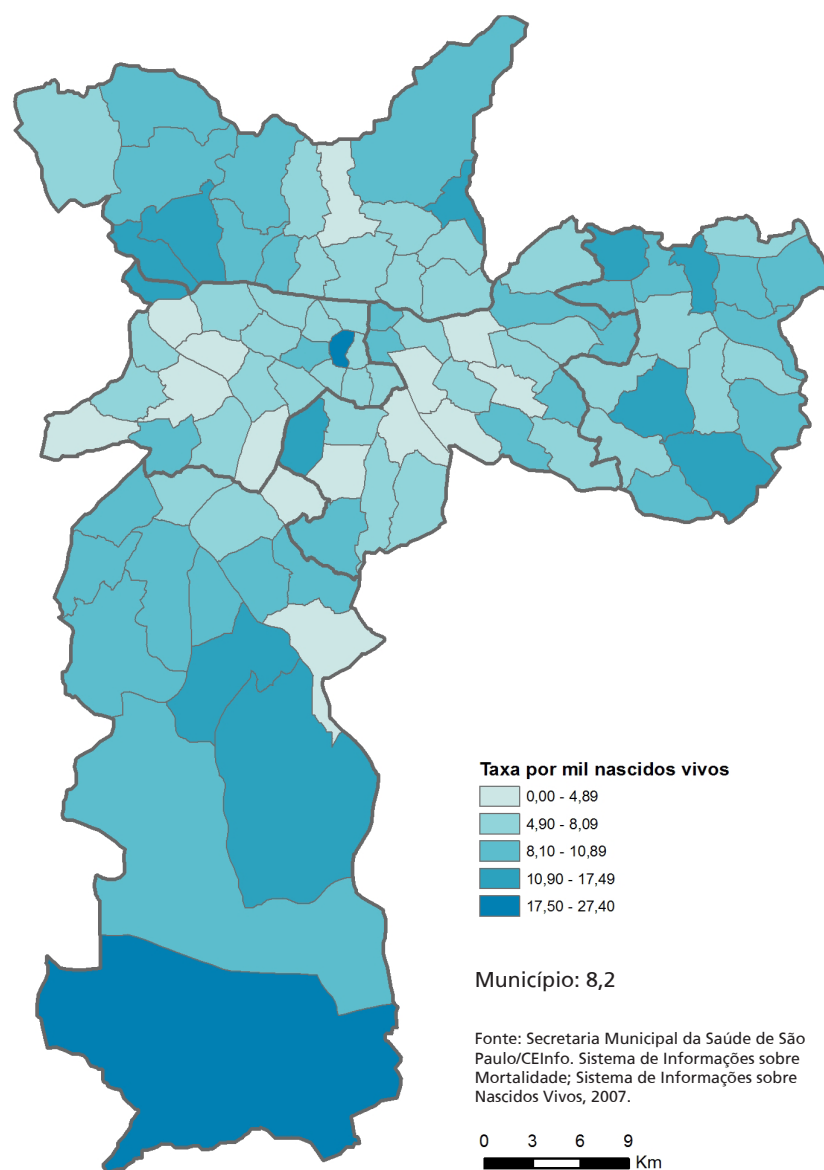 Taxa por mil nascidos vivos
0,00 - 4,89
4,90 - 8,09
8,10 - 10,89
10,90 - 17,49
17,50 - 27,40
Município: 8,2
Fonte: Secretaria Municipal da Saúde de São
Paulo/CEInfo. Sistema de Informações sobre
Mortalidade; Sistema de Informações sobre
Nascidos Vivos, 2007.
0 3 6 9
Km